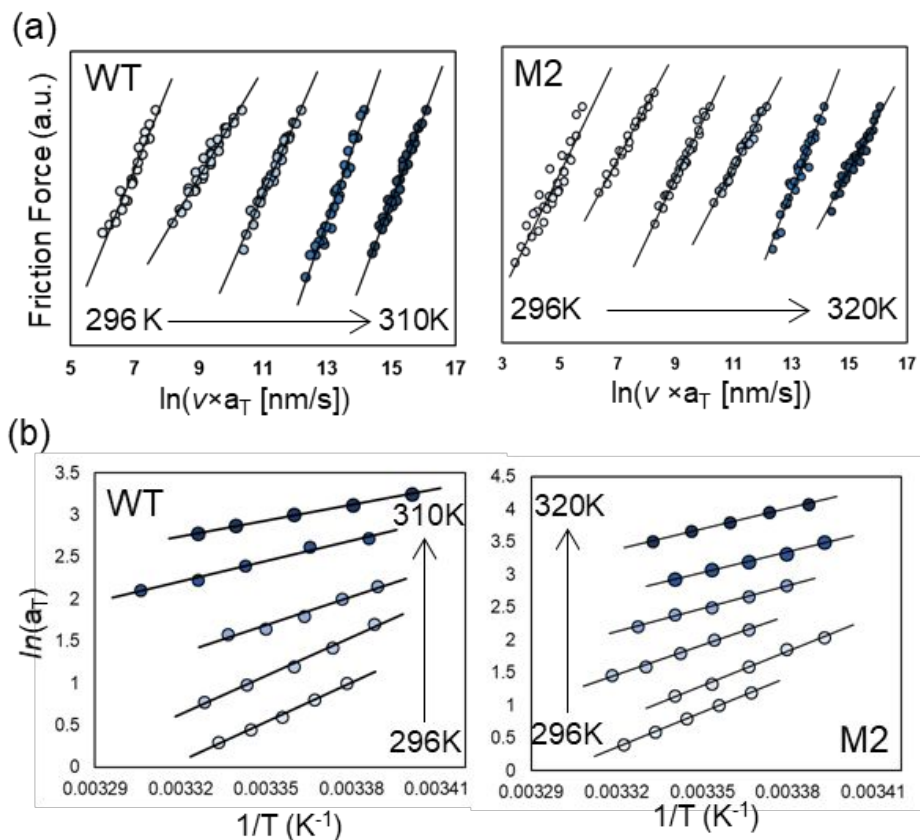 (a)
WT
Friction Force (a.u.)
296 K
310K
5 7 9 11 13 15 17
ln(v×a_T [nm/s])
M2
296K
320K
3 5 7 9 11 13 15 17
ln(v ×a_T [nm/s])
(b)
WT
ln(a_T)
3.5
3
2.5
2
1.5
1
0.5
0
310K
296K
0.00329 0.00332 0.00335 0.00338 0.00341
1/T (K⁻¹)
4.5
4
3.5
3
2.5
2
1.5
1
0.5
0
320K
296K
M2
0.00329 0.00332 0.00335 0.00338 0.00341
1/T (K⁻¹)